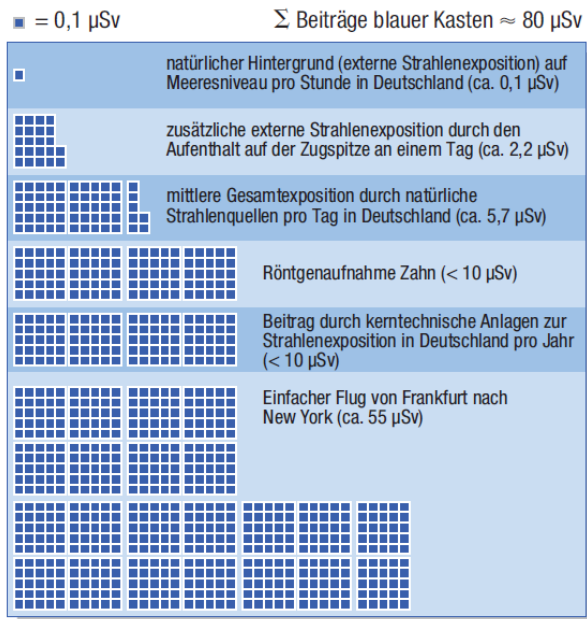 = 0,1 µSv
∑ Beiträge blauer Kasten ≈ 80 µSv
natürlicher Hintergrund (externe Strahlenexposition) auf
Meeresniveau pro Stunde in Deutschland (ca. 0,1 µSv)
zusätzliche externe Strahlenexposition durch den
Aufenthalt auf der Zugspitze an einem Tag (ca. 2,2 µSv)
mittlere Gesamtexposition durch natürliche
Strahlenquellen pro Tag in Deutschland (ca. 5,7 µSv)
Röntgenaufnahme Zahn (< 10 µSv)
Beitrag durch kerntechnische Anlagen zur
Strahlenexposition in Deutschland pro Jahr
(< 10 µSv)
Einfacher Flug von Frankfurt nach
New York (ca. 55 µSv)